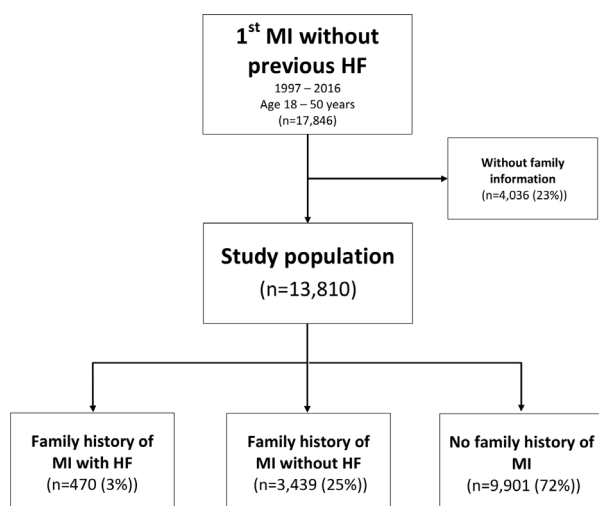 1st MI without
previous HF
1997 – 2016
Age 18 – 50 years
(n=17,846)
Without family
information
(n=4,036 (23%))
Study population
(n=13,810)
Family history of
MI with HF
(n=470 (3%))
Family history of
MI without HF
(n=3,439 (25%))
No family history of
MI
(n=9,901 (72%))